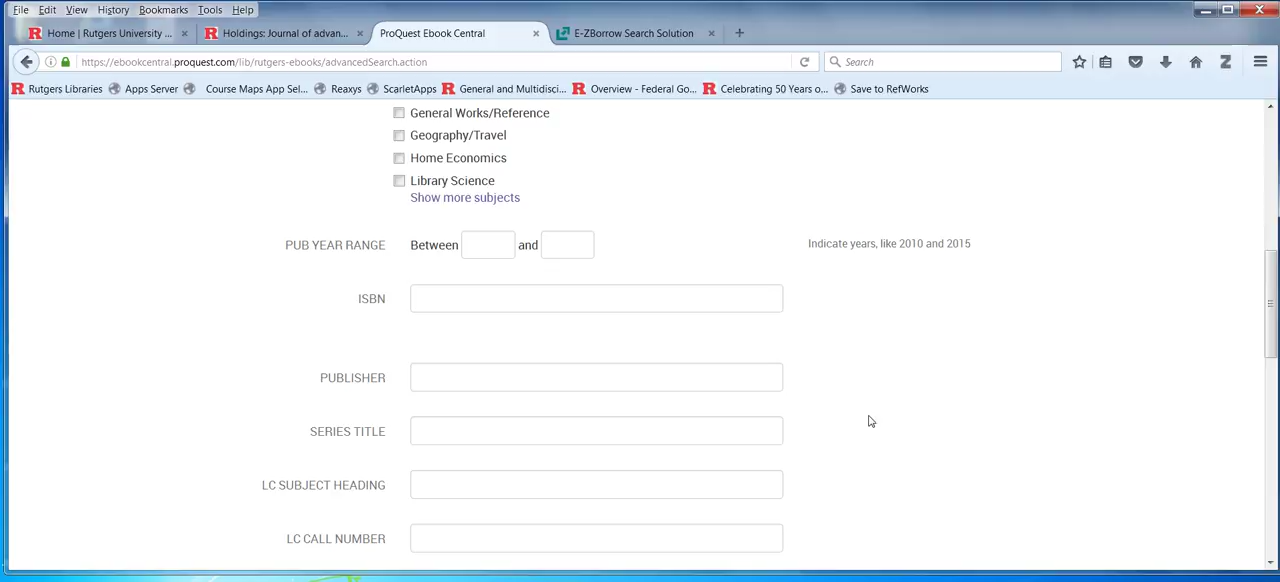 File Edit View History Bookmarks Tools Help
Home | Rutgers University ... Holdings: Journal of advan... ProQuest Ebook Central E-ZBorrow Search Solution
https://ebookcentral.proquest.com/lib/rutgers-ebooks/advancedSearch.action Search
Rutgers Libraries Apps Server Course Maps App Sel... Reaxys ScarletApps General and Multidisci... Overview - Federal Go... Celebrating 50 Years o... Save to RefWorks
General Works/Reference
Geography/Travel
Home Economics
Library Science
Show more subjects
PUB YEAR RANGE Between and Indicate years, like 2010 and 2015
ISBN
PUBLISHER
SERIES TITLE
LC SUBJECT HEADING
LC CALL NUMBER